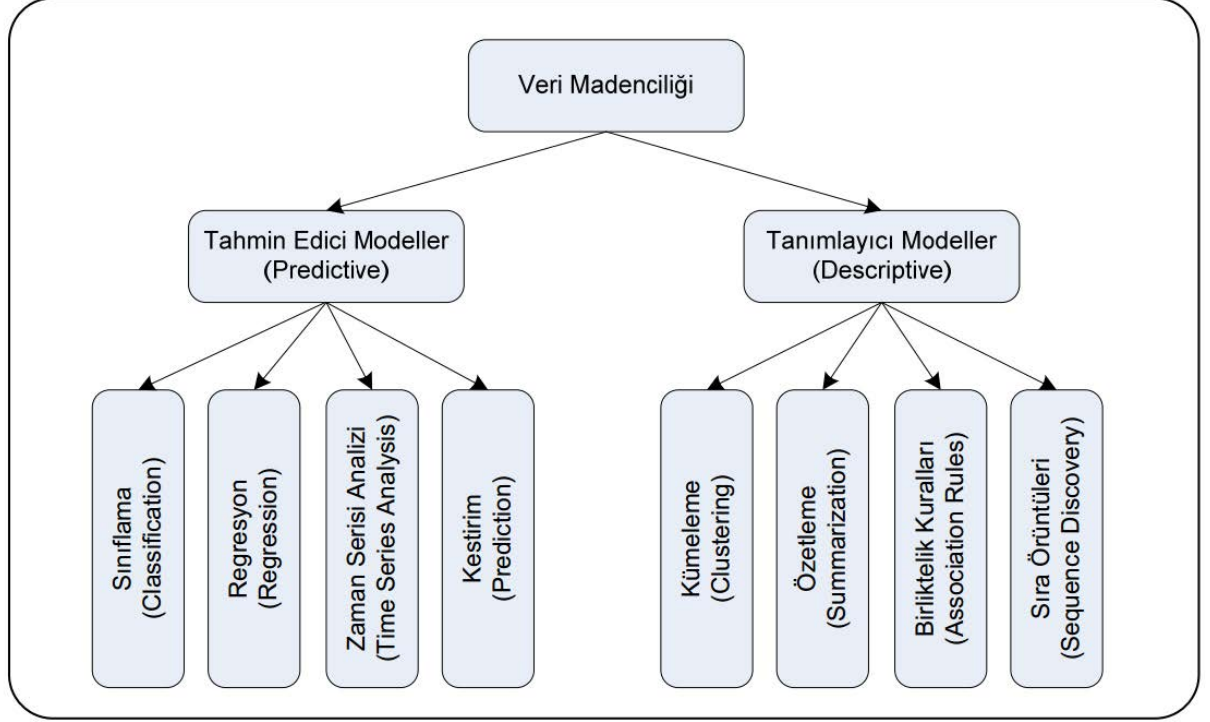 Veri Madenciliği
Tahmin Edici Modeller
(Predictive)
Tanımlayıcı Modeller
(Descriptive)
Sınıflama
(Classification)
Regresyon
(Regression)
Zaman Serisi Analizi
(Time Series Analysis)
Kestirim
(Prediction)
Kümeleme
(Clustering)
Özetleme
(Summarization)
Birliktelik Kuralları
(Association Rules)
Sıra Örüntüleri
(Sequence Discovery)